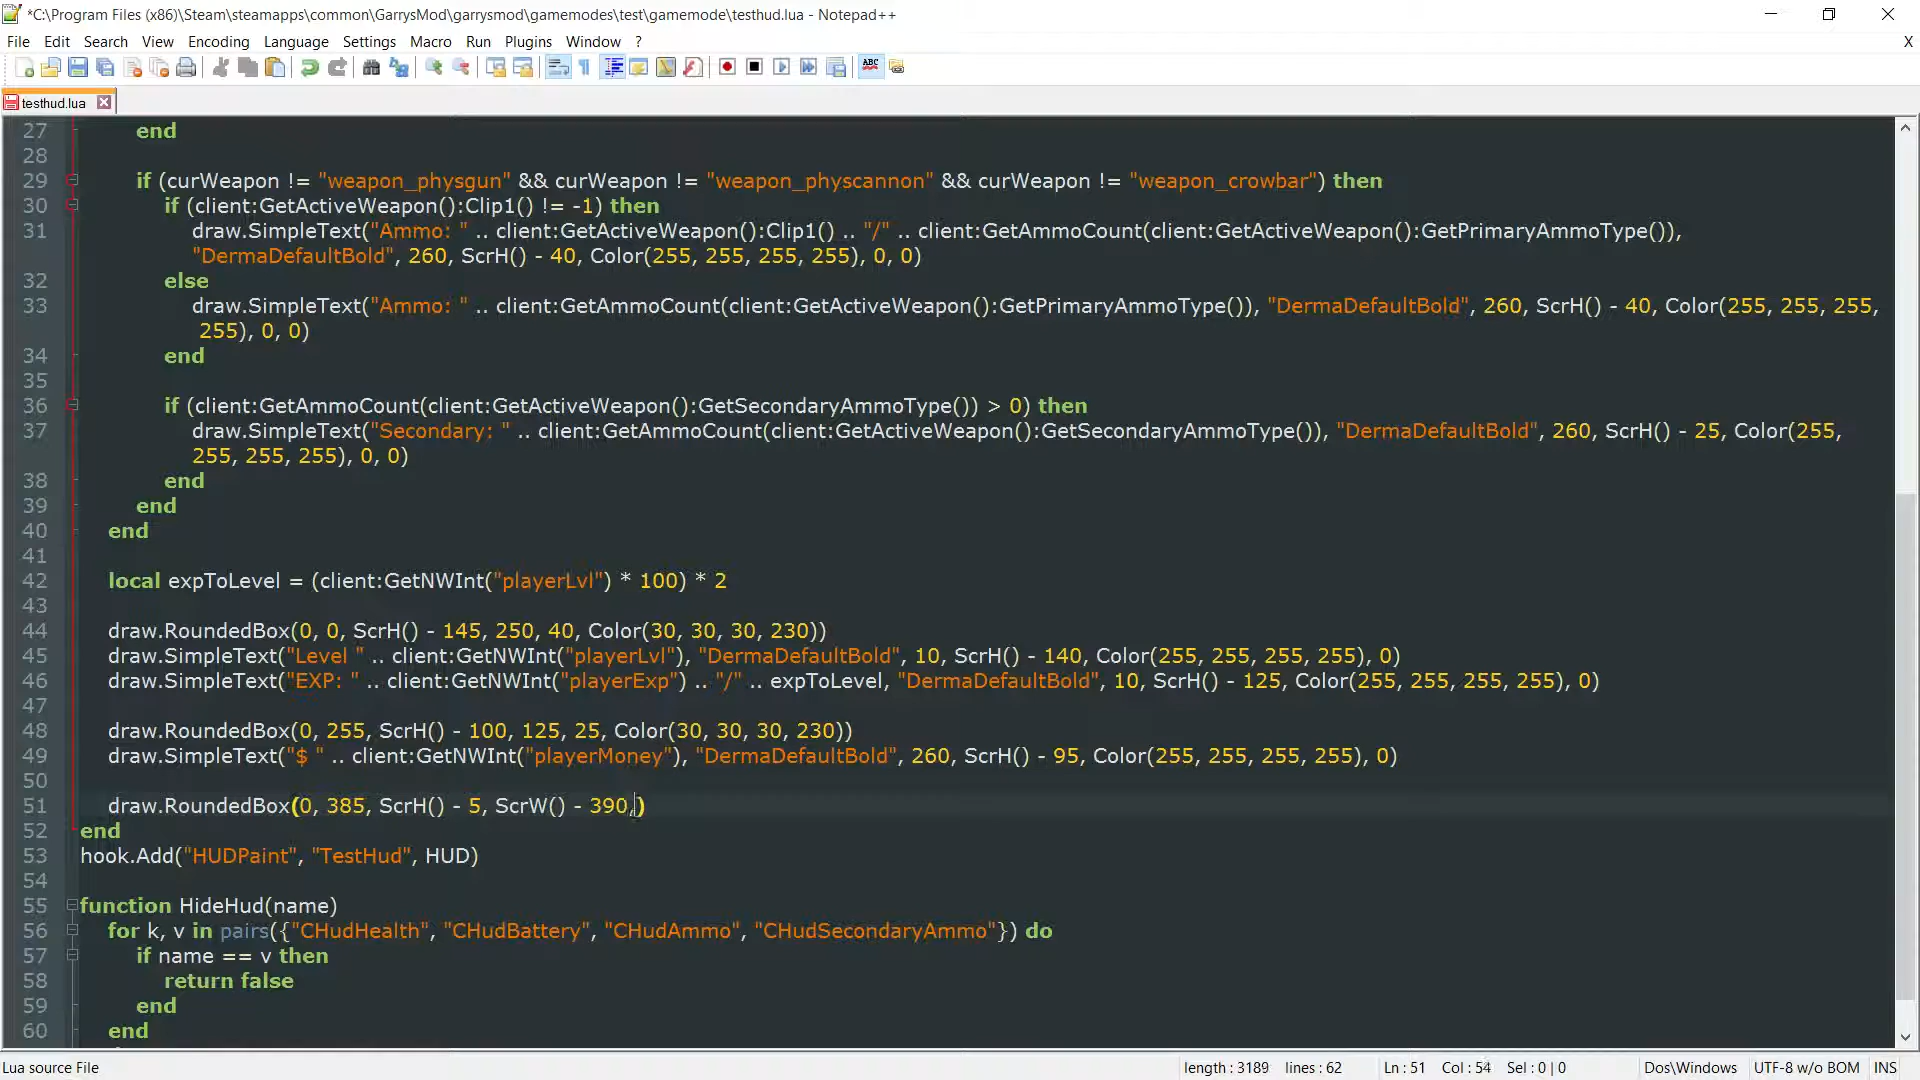 *C:\Program Files (x86)\Steam\steamapps\common\GarrysMod\garrysmod\gamemodes\test\gamemode\testhud.lua - Notepad++
File Edit Search View Encoding Language Settings Macro Run Plugins Window ? X
ABC
testhud.lua
27 end
28
29 if (curWeapon != "weapon_physgun" && curWeapon != "weapon_physcannon" && curWeapon != "weapon_crowbar") then
30 if (client:GetActiveWeapon():Clip1() != -1) then
31 draw.SimpleText("Ammo: " .. client:GetActiveWeapon():Clip1() .. "/" .. client:GetAmmoCount(client:GetActiveWeapon():GetPrimaryAmmoType()),
"DermaDefaultBold", 260, ScrH() - 40, Color(255, 255, 255, 255), 0, 0)
32 else
33 draw.SimpleText("Ammo: " .. client:GetAmmoCount(client:GetActiveWeapon():GetPrimaryAmmoType()), "DermaDefaultBold", 260, ScrH() - 40, Color(255, 255, 255,
255), 0, 0)
34 end
35
36 if (client:GetAmmoCount(client:GetActiveWeapon():GetSecondaryAmmoType()) > 0) then
37 draw.SimpleText("Secondary: " .. client:GetAmmoCount(client:GetActiveWeapon():GetSecondaryAmmoType()), "DermaDefaultBold", 260, ScrH() - 25, Color(255,
255, 255, 255), 0, 0)
38 end
39 end
40 end
41
42 local expToLevel = (client:GetNWInt("playerLvl") * 100) * 2
43
44 draw.RoundedBox(0, 0, ScrH() - 145, 250, 40, Color(30, 30, 30, 230))
45 draw.SimpleText("Level " .. client:GetNWInt("playerLvl"), "DermaDefaultBold", 10, ScrH() - 140, Color(255, 255, 255, 255), 0)
46 draw.SimpleText("EXP: " .. client:GetNWInt("playerExp") .. "/" .. expToLevel, "DermaDefaultBold", 10, ScrH() - 125, Color(255, 255, 255, 255), 0)
47
48 draw.RoundedBox(0, 255, ScrH() - 100, 125, 25, Color(30, 30, 30, 230))
49 draw.SimpleText("$ " .. client:GetNWInt("playerMoney"), "DermaDefaultBold", 260, ScrH() - 95, Color(255, 255, 255, 255), 0)
50
51 draw.RoundedBox(0, 385, ScrH() - 5, ScrW() - 390,)
52 end
53 hook.Add("HUDPaint", "TestHud", HUD)
54
55 function HideHud(name)
56 for k, v in pairs({"CHudHealth", "CHudBattery", "CHudAmmo", "CHudSecondaryAmmo"}) do
57 if name == v then
58 return false
59 end
60 end
Lua source File length : 3189 lines : 62 Ln : 51 Col : 54 Sel : 0 | 0 Dos\Windows UTF-8 w/o BOM INS